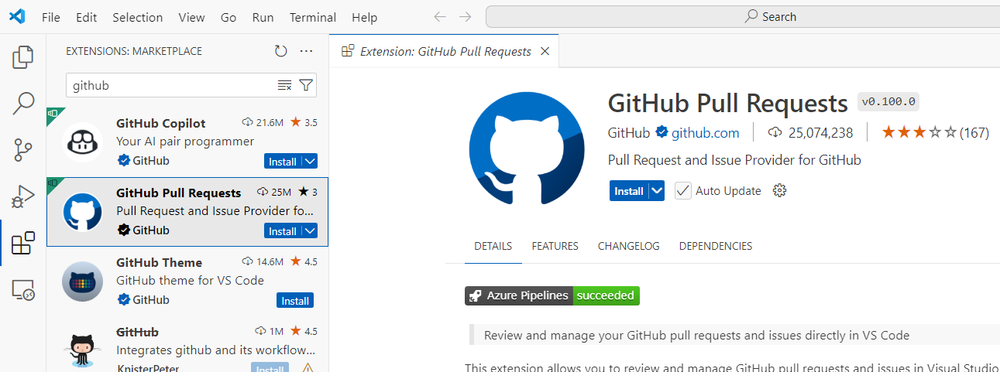 File Edit Selection View Go Run Terminal Help Search
EXTENSIONS: MARKETPLACE
github
GitHub Copilot 21.6M 3.5
Your AI pair programmer
GitHub Install
GitHub Pull Requests 25M 3
Pull Request and Issue Provider fo...
GitHub Install
GitHub Theme 14.6M 4.5
GitHub theme for VS Code
GitHub Install
GitHub 1M 4.5
Integrates github and its workflow...
KnisterPeter Install
Extension: GitHub Pull Requests
GitHub Pull Requests v0.100.0
GitHub github.com 25,074,238 (167)
Pull Request and Issue Provider for GitHub
Install Auto Update
DETAILS FEATURES CHANGELOG DEPENDENCIES
Azure Pipelines succeeded
Review and manage your GitHub pull requests and issues directly in VS Code
This extension allows you to review and manage GitHub pull requests and issues in Visual Studio